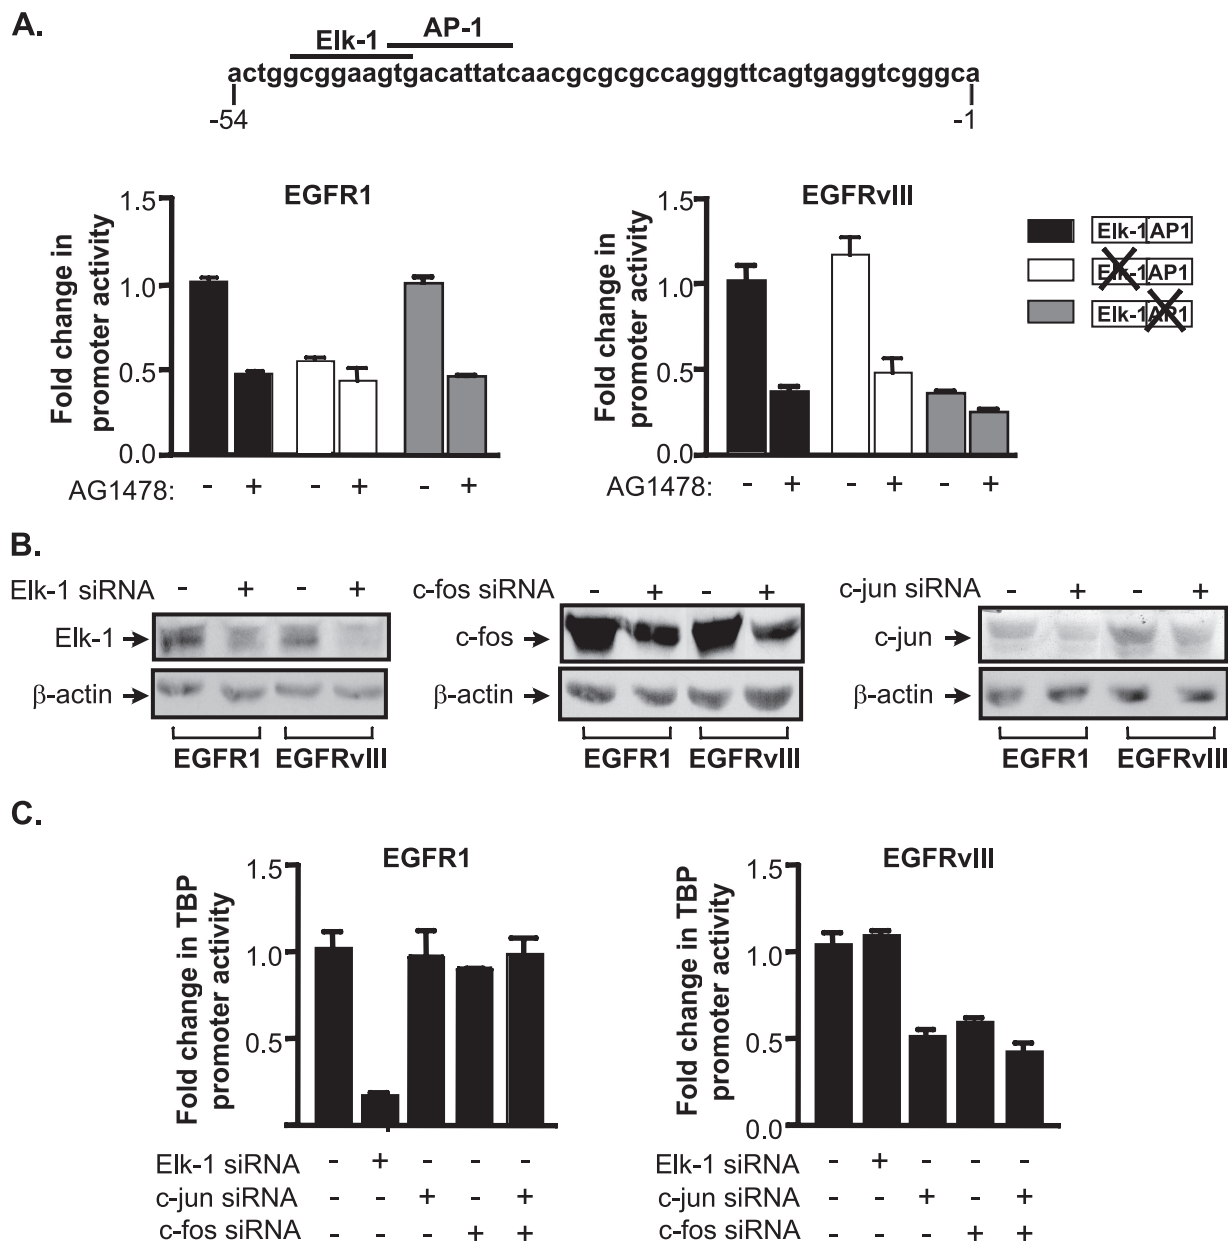 A.
Elk-1 AP-1
actggcggaagtgacattatcaacgcgcgccagggttcagtgaggtcgggca
-54 -1
EGFR1
Fold change in
promoter activity
1.5
1.0
0.5
0.0
AG1478: - + - + - +
EGFRvIII
Fold change in
promoter activity
1.5
1.0
0.5
0.0
AG1478: - + - + - +
Elk-1 AP1
Elk-1 AP1
Elk-1 AP1
B.
Elk-1 siRNA - + - +
Elk-1
β-actin
EGFR1 EGFRvIII
c-fos siRNA - + - +
c-fos
β-actin
EGFR1 EGFRvIII
c-jun siRNA - + - +
c-jun
β-actin
EGFR1 EGFRvIII
C.
EGFR1
Fold change in TBP
promoter activity
1.5
1.0
0.5
Elk-1 siRNA - + - - -
c-jun siRNA - - + - +
c-fos siRNA - - - + +
EGFRvIII
Fold change in TBP
promoter activity
1.5
1.0
0.5
0.0
Elk-1 siRNA - + - - -
c-jun siRNA - - + - +
c-fos siRNA - - - + +